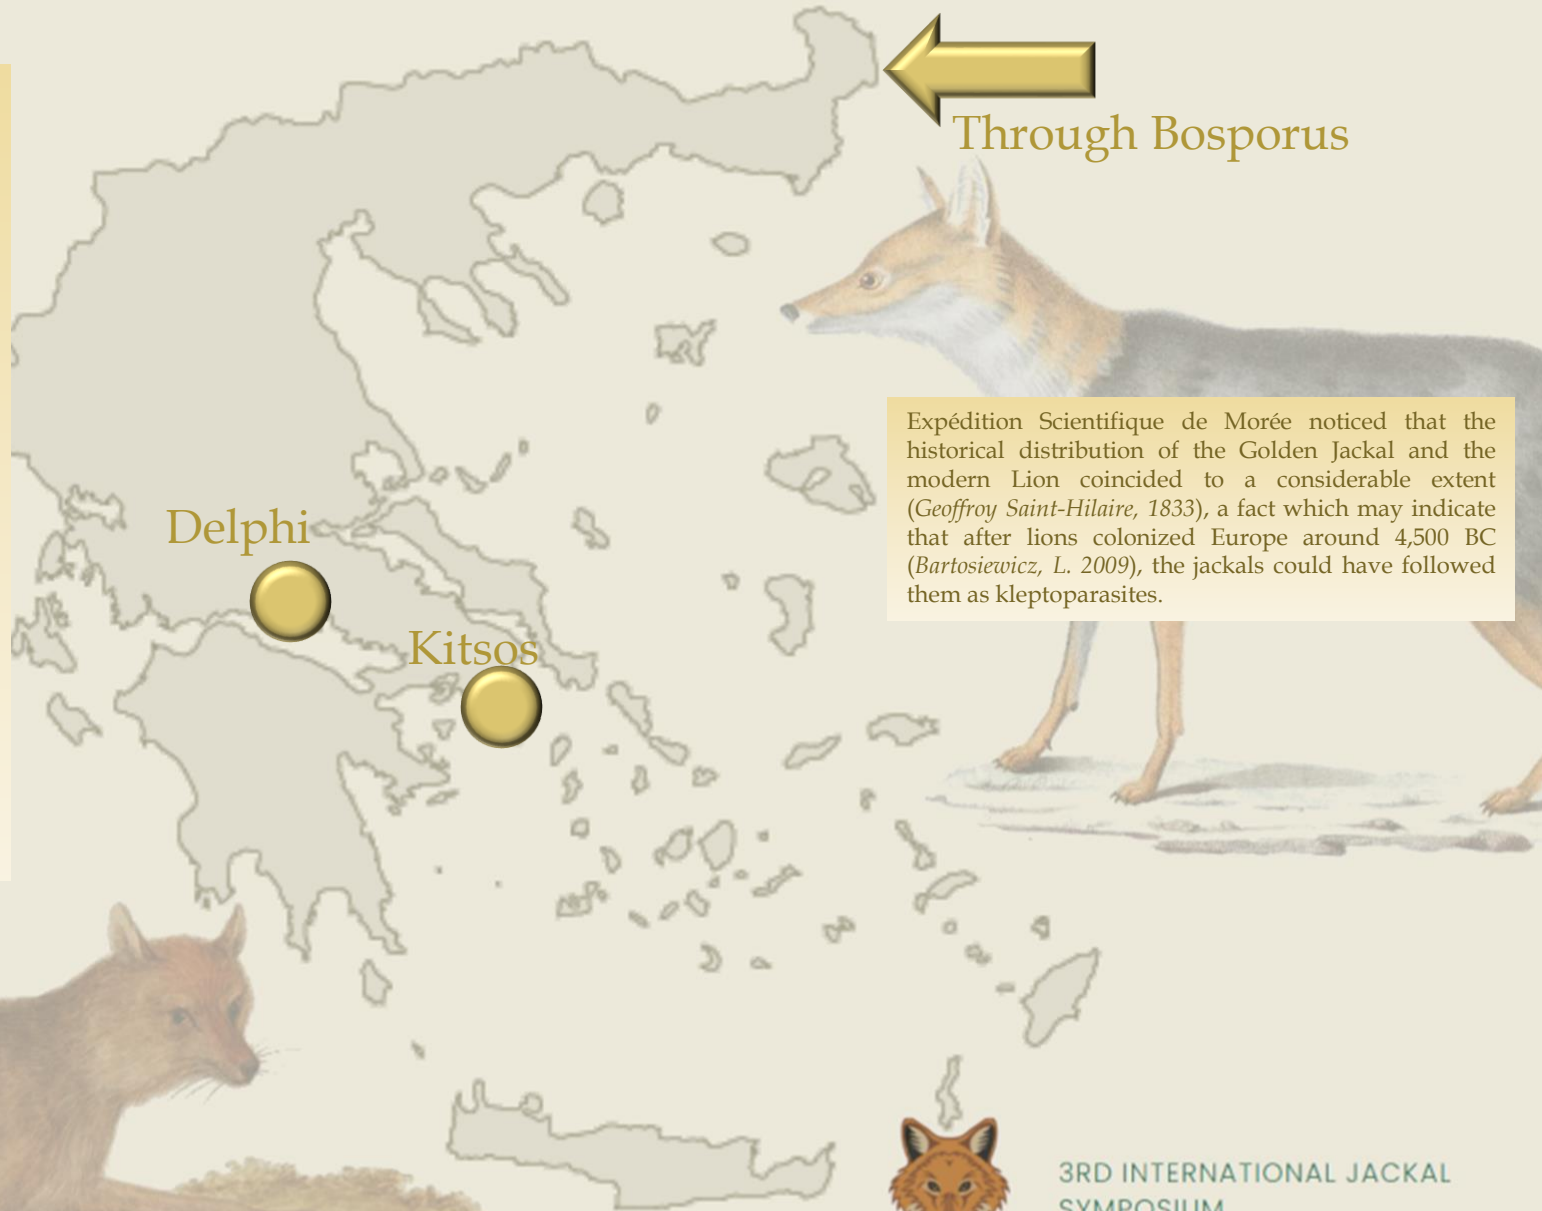 Through Bosporus
Expédition Scientifique de Morée noticed that the
historical distribution of the Golden Jackal and the
modern Lion coincided to a considerable extent
(Geoffroy Saint-Hilaire, 1833), a fact which may indicate
that after lions colonized Europe around 4,500 BC
(Bartosiewicz, L. 2009), the jackals could have followed
them as kleptoparasites.
Delphi
Kitsos
3RD INTERNATIONAL JACKAL
SYMPOSIUM